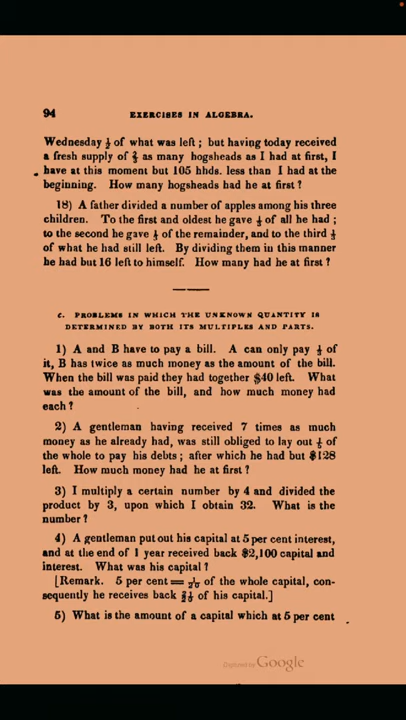 94 EXERCISES IN ALGEBRA.
Wednesday of what was left; but having today received
a fresh supply of as many hogsheads as I had at first, I
have at this moment but 105 hhds. less than I had at the
beginning. How many hogsheads had he at first?
18) A father divided a number of apples among his three
children. To the first and oldest he gave of all he had;
to the second he gave of the remainder, and to the third
of what he had still left. By dividing them in this manner
he had but 16 left to himself. How many had he at first?
c. PROBLEMS IN WHICH THE UNKNOWN QUANTITY IS
DETERMINED BY BOTH ITS MULTIPLES AND PARTS.
1) A and B have to pay a bill. A can only pay of
it, B has twice as much money as the amount of the bill.
When the bill was paid they had together $40 left. What
was the amount of the bill, and how much money had
each?
2) A gentleman having received 7 times as much
money as he already had, was still obliged to lay out of
the whole to pay his debts; after which he had but $128
left. How much money had he at first?
3) I multiply a certain number by 4 and divided the
product by 3, upon which I obtain 32. What is the
number?
4) A gentleman put out his capital at 5 per cent interest,
and at the end of 1 year received back $2,100 capital and
interest. What was his capital?
[Remark. 5 per cent = 1/20 of the whole capital, con-
sequently he receives back 21/20 of his capital.]
5) What is the amount of a capital which at 5 per cent
Digitized by Google